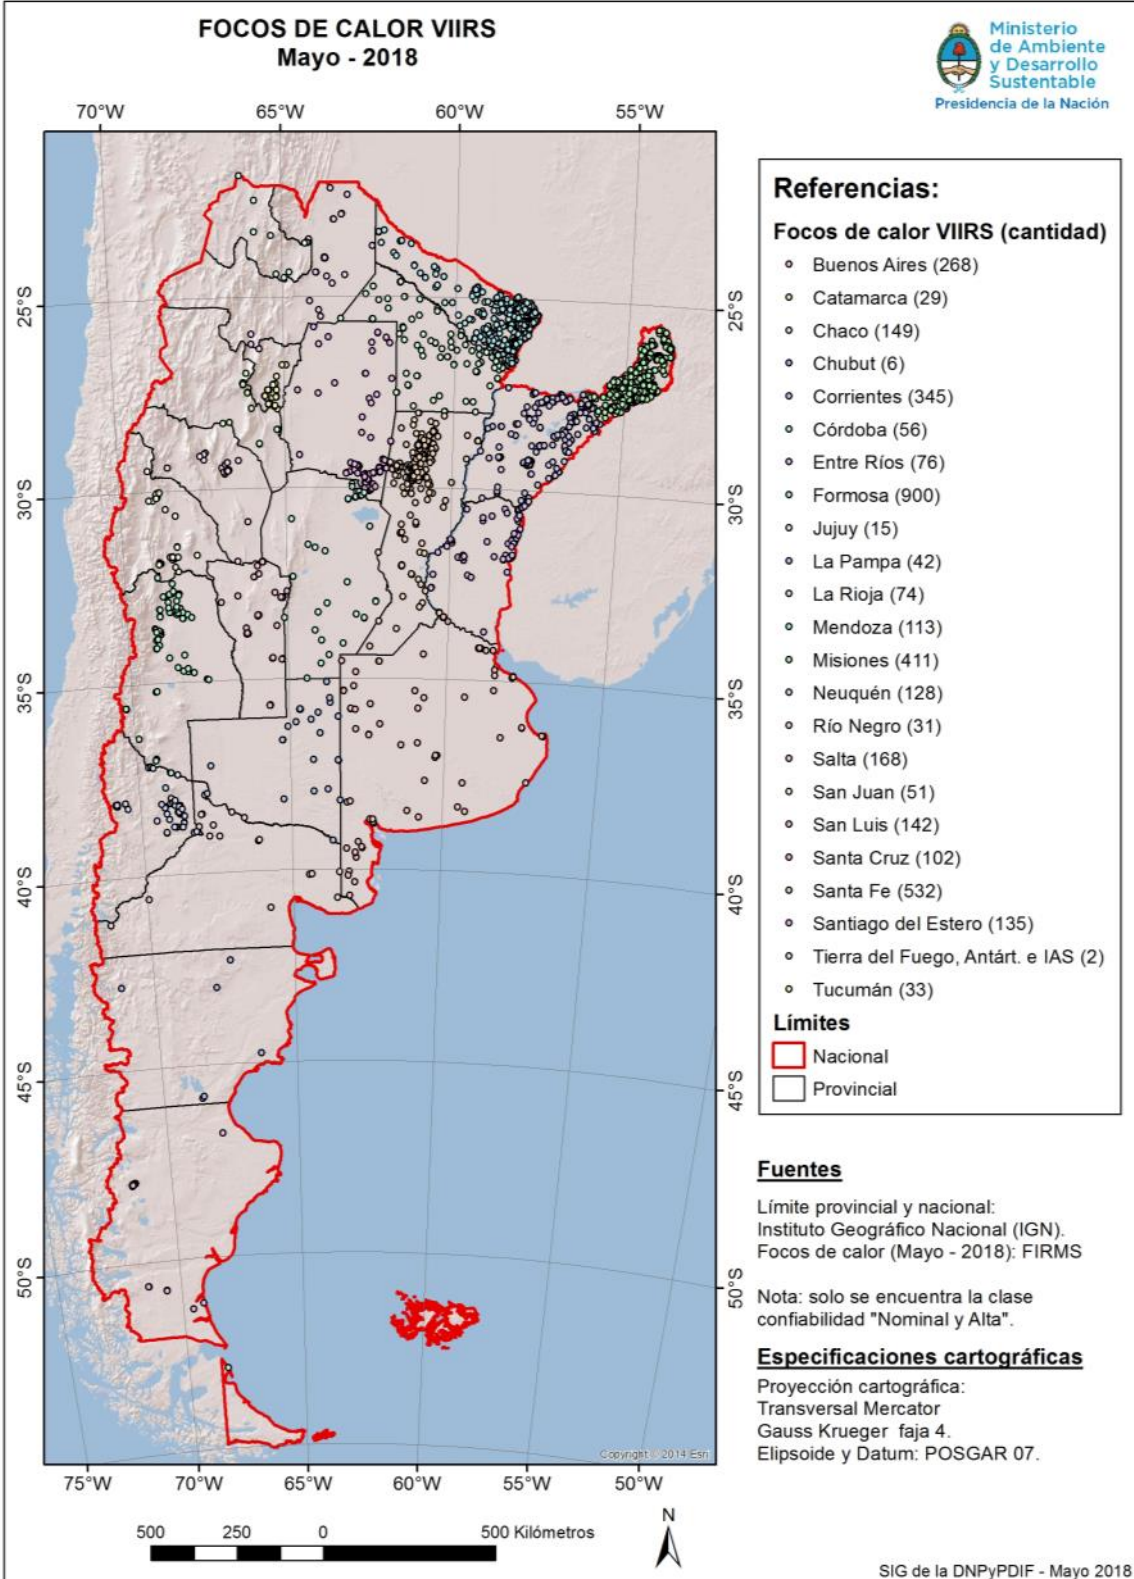 FOCOS DE CALOR VIIRS
Mayo - 2018
Ministerio
de Ambiente
y Desarrollo
Sustentable
Presidencia de la Nación
70°W 65°W 60°W 55°W
25°S 25°S
30°S 30°S
35°S 35°S
40°S 40°S
45°S 45°S
50°S 50°S
Copyright © 2014 Esri
75°W 70°W 65°W 60°W 55°W 50°W
500 250 0 500 Kilómetros
N
Referencias:
Focos de calor VIIRS (cantidad)
Buenos Aires (268)
Catamarca (29)
Chaco (149)
Chubut (6)
Corrientes (345)
Córdoba (56)
Entre Ríos (76)
Formosa (900)
Jujuy (15)
La Pampa (42)
La Rioja (74)
Mendoza (113)
Misiones (411)
Neuquén (128)
Río Negro (31)
Salta (168)
San Juan (51)
San Luis (142)
Santa Cruz (102)
Santa Fe (532)
Santiago del Estero (135)
Tierra del Fuego, Antárt. e IAS (2)
Tucumán (33)
Límites
Nacional
Provincial
Fuentes
Límite provincial y nacional:
Instituto Geográfico Nacional (IGN).
Focos de calor (Mayo - 2018): FIRMS
Nota: solo se encuentra la clase
confiabilidad "Nominal y Alta".
Especificaciones cartográficas
Proyección cartográfica:
Transversal Mercator
Gauss Krueger faja 4.
Elipsoide y Datum: POSGAR 07.
SIG de la DNPyPDIF - Mayo 2018